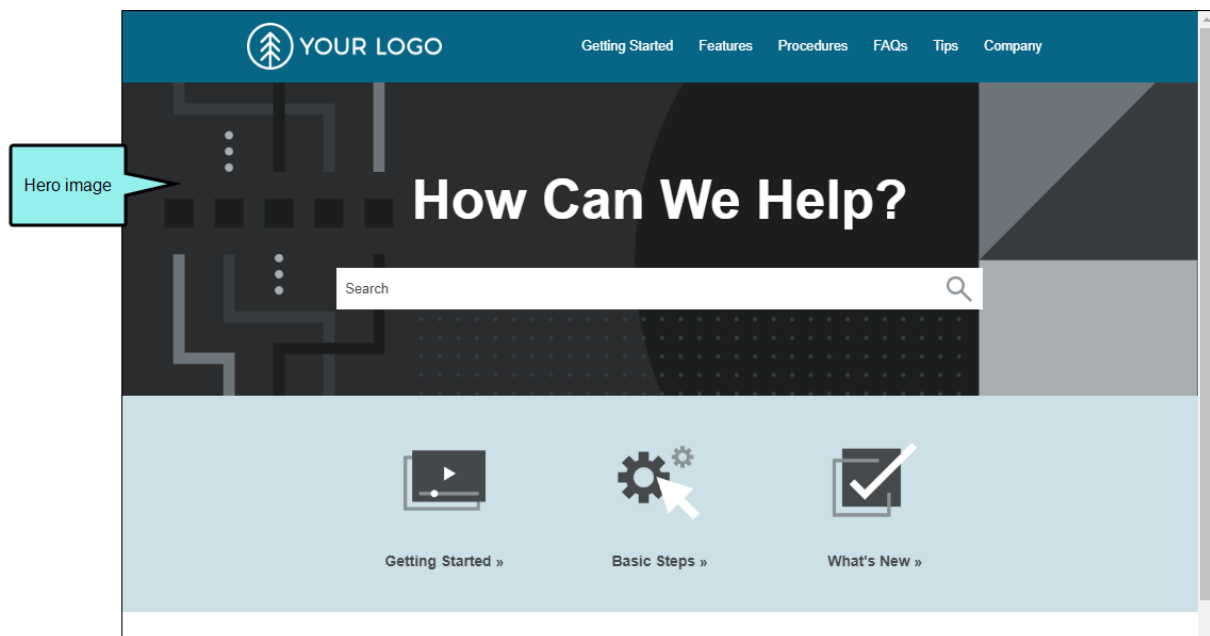 YOUR LOGO
Getting Started Features Procedures FAQs Tips Company
Hero image
How Can We Help?
Search
Getting Started »
Basic Steps »
What's New »